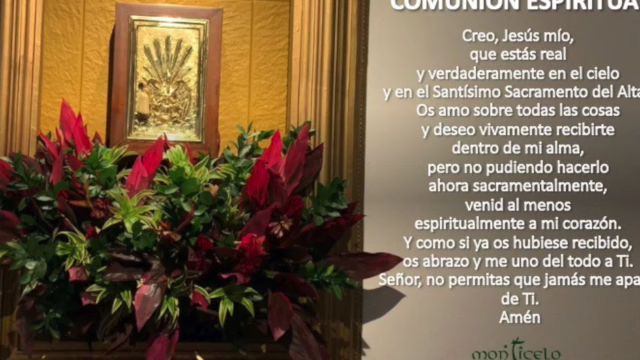 COMUNIÓN ESPIRITUA
Creo, Jesús mío,
que estás real
y verdaderamente en el cielo
y en el Santísimo Sacramento del Alta
Os amo sobre todas las cosas
y deseo vivamente recibirte
dentro de mi alma,
pero no pudiendo hacerlo
ahora sacramentalmente,
venid al menos
espiritualmente a mi corazón.
Y como si ya os hubiese recibido,
os abrazo y me uno del todo a Ti.
Señor, no permitas que jamás me apa
de Ti.
Amén
monticelo